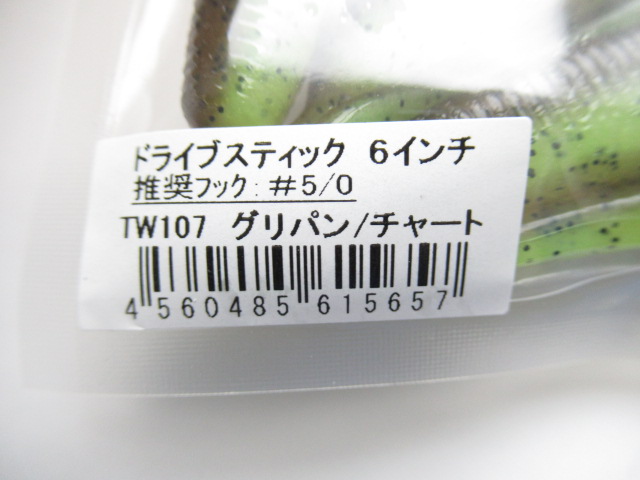 ドライブスティック 6インチ
推奨フック:#5/0
TW107 グリパン/チャート
4 560485 615657